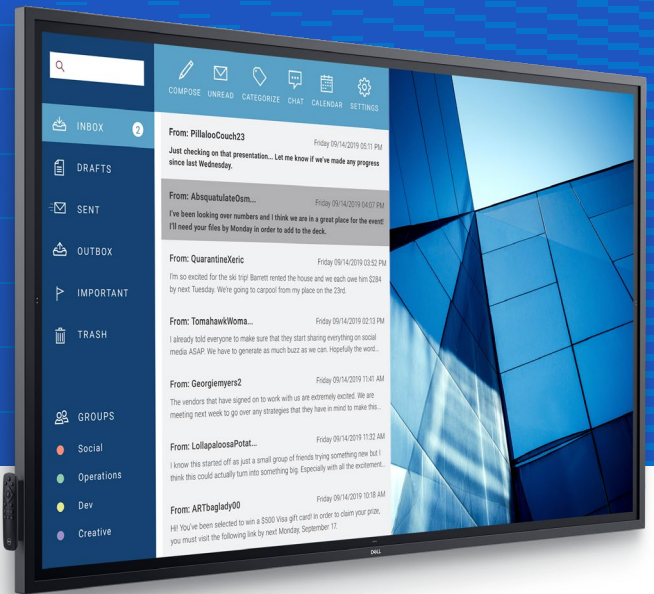 COMPOSE
UNREAD
CATEGORIZE
CHAT
CALENDAR
SETTINGS
INBOX 2
DRAFTS
SENT
OUTBOX
IMPORTANT
TRASH
GROUPS
Social
Operations
Dev
Creative
From: PillalooCouch23
Friday 09/14/2019 05:11 PM
Just checking on that presentation... Let me know if we've made any progress
since last Wednesday.
From: AbsquatulateOsm...
Friday 09/14/2019 04:07 PM
I've been looking over numbers and I think we are in a great place for the event!
I'll need your files by Monday in order to add to the deck.
From: QuarantineXeric
Friday 09/14/2019 03:52 PM
I'm so excited for the ski trip! Barrett rented the house and we each owe him $284
by next Tuesday. We're going to carpool from my place on the 23rd.
From: TomahawkWoma...
Friday 09/14/2019 02:13 PM
I already told everyone to make sure that they start sharing everything on social
media ASAP. We have to generate as much buzz as we can. Hopefully the word...
From: Georgiemyers2
Friday 09/14/2019 11:41 AM
The vendors that have signed on to work with us are extremely excited. We are
meeting next week to go over any strategies that they have in mind to make this...
From: LollapaloosaPotat...
Friday 09/14/2019 11:32 AM
I know this started off as just a small group of friends trying something new but I
think this could actually turn into something big. Especially with all the excitement...
From: ARTbaglady00
Friday 09/14/2019 10:18 AM
Hi! You've been selected to win a $500 Visa gift card! In order to claim your prize,
you must visit the following link by next Monday, September 17.
DELL